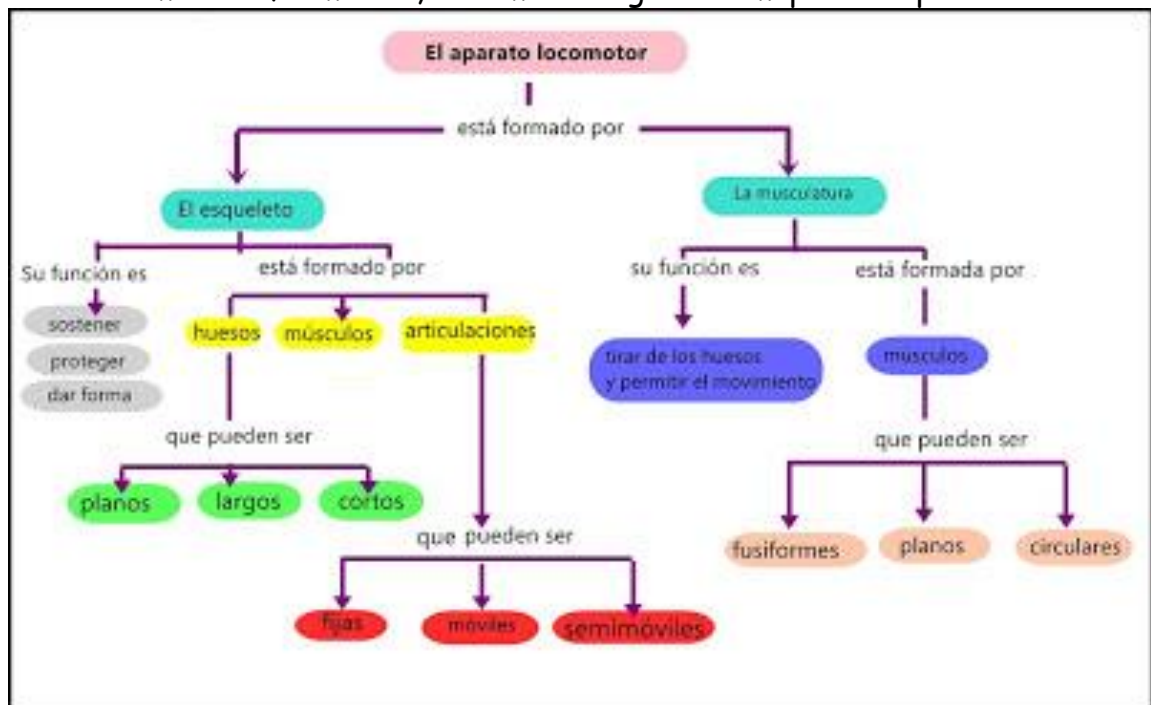 El aparato locomotor
está formado por
El esqueleto
La musculatura
Su función es
está formado por
su función es
está formada por
sostener
proteger
dar forma
huesos
músculos
articulaciones
tirar de los huesos
y permitir el movimiento
musculos
que pueden ser
planos
largos
cortos
que pueden ser
fijas
móviles
semimóviles
que pueden ser
fusiformes
planos
circulares